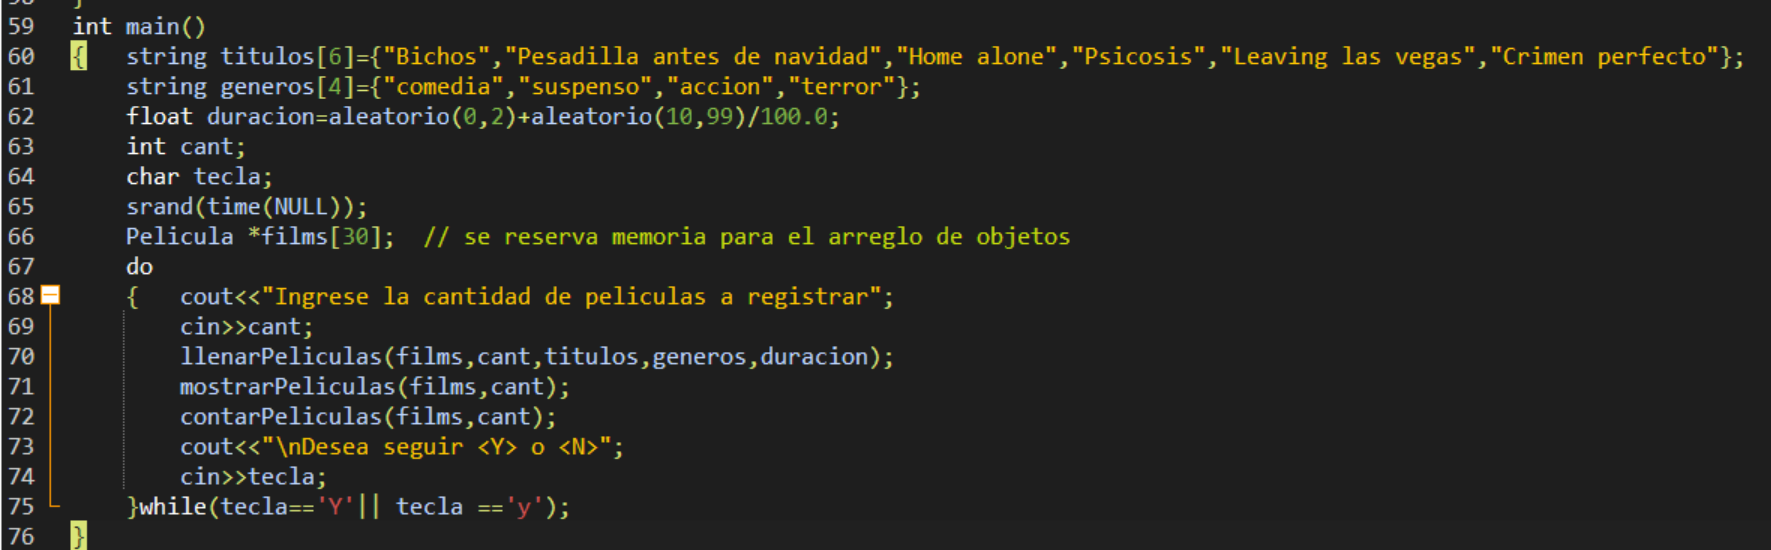 59 int main()
60 { string titulos[6]={"Bichos","Pesadilla antes de navidad","Home alone","Psicosis","Leaving las vegas","Crimen perfecto"};
61 string generos[4]={"comedia","suspenso","accion","terror"};
62 float duracion=aleatorio(0,2)+aleatorio(10,99)/100.0;
63 int cant;
64 char tecla;
65 srand(time(NULL));
66 Pelicula *films[30]; // se reserva memoria para el arreglo de objetos
67 do
68 { cout<<"Ingrese la cantidad de peliculas a registrar";
69 cin>>cant;
70 llenarPeliculas(films,cant,titulos,generos,duracion);
71 mostrarPeliculas(films,cant);
72 contarPeliculas(films,cant);
73 cout<<"\nDesea seguir <Y> o <N>";
74 cin>>tecla;
75 }while(tecla=='Y'|| tecla =='y');
76 }